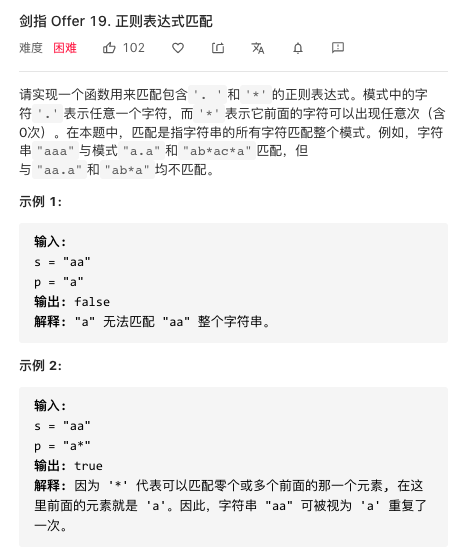 剑指 Offer 19. 正则表达式匹配
难度 困难 102
请实现一个函数用来匹配包含'. '和'*'的正则表达式。模式中的字
符'.'表示任意一个字符，而'*'表示它前面的字符可以出现任意次（含
0次）。在本题中，匹配是指字符串的所有字符匹配整个模式。例如，字符
串"aaa"与模式"a.a"和"ab*ac*a"匹配，但
与"aa.a"和"ab*a"均不匹配。
示例 1:
输入:
s = "aa"
p = "a"
输出: false
解释: "a" 无法匹配 "aa" 整个字符串。
示例 2:
输入:
s = "aa"
p = "a*"
输出: true
解释: 因为 '*' 代表可以匹配零个或多个前面的那一个元素, 在这
里前面的元素就是 'a'。因此，字符串 "aa" 可被视为 'a' 重复了
一次。